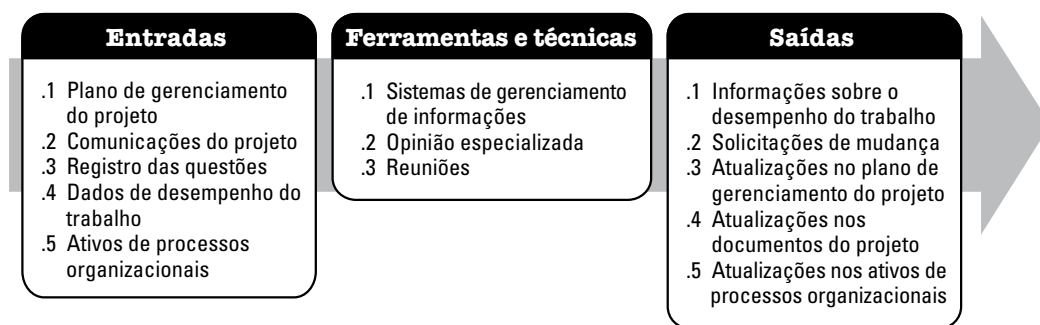 Entradas
.1 Plano de gerenciamento
do projeto
.2 Comunicações do projeto
.3 Registro das questões
.4 Dados de desempenho do
trabalho
.5 Ativos de processos
organizacionais
Ferramentas e técnicas
.1 Sistemas de gerenciamento
de informações
.2 Opinião especializada
.3 Reuniões
Saídas
.1 Informações sobre o
desempenho do trabalho
.2 Solicitações de mudança
.3 Atualizações no plano de
gerenciamento do projeto
.4 Atualizações nos
documentos do projeto
.5 Atualizações nos ativos de
processos organizacionais